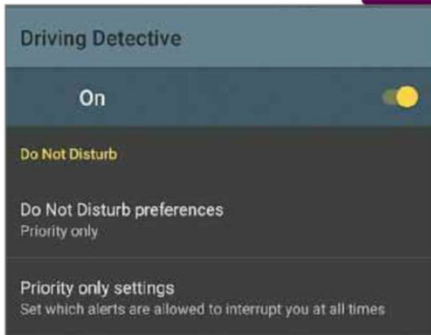 Driving Detective
On
Do Not Disturb
Do Not Disturb preferences
Priority only
Priority only settings
Set which alerts are allowed to interrupt you at all times